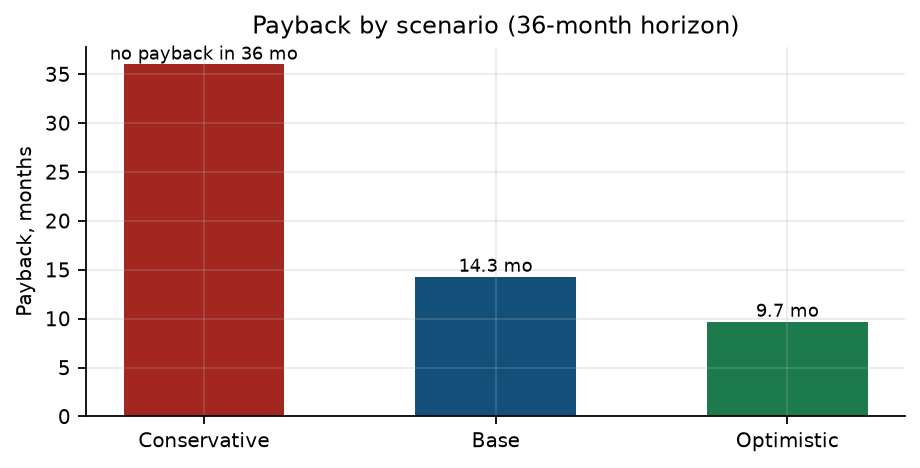 Payback by scenario (36-month horizon)
no payback in 36 mo
14.3 mo
9.7 mo
Payback, months
35
30
25
20
15
10
5
0
Conservative
Base
Optimistic